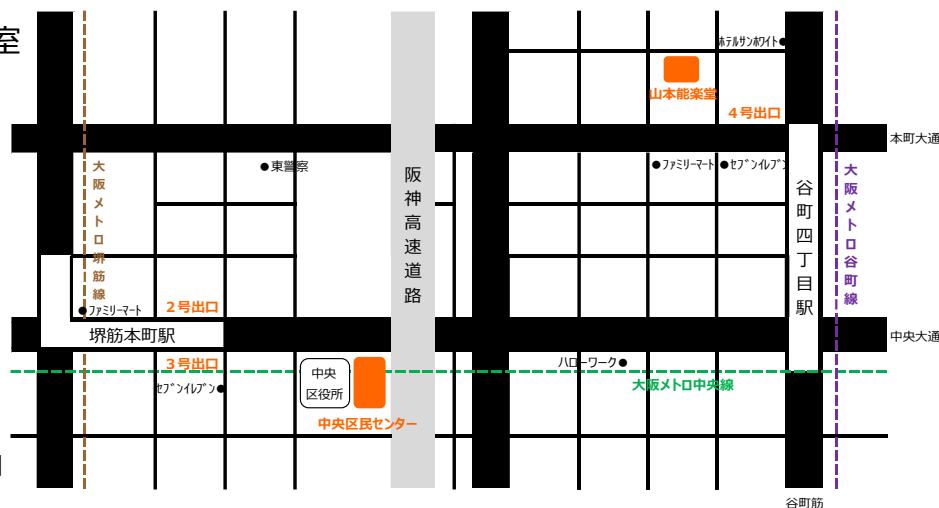 室
ホテルサンホワイト●
山本能楽堂
4号出口
本町大通
●東警察
●ファミリーマート
●セブンイレブン
大阪メトロ堺筋線
阪神高速道路
谷町四丁目駅
大阪メトロ谷町線
●ファミリーマート
2号出口
堺筋本町駅
中央大通
3号出口
中央
区役所
ハローワーク●
セブンイレブン●
大阪メトロ中央線
中央区民センター
谷町筋